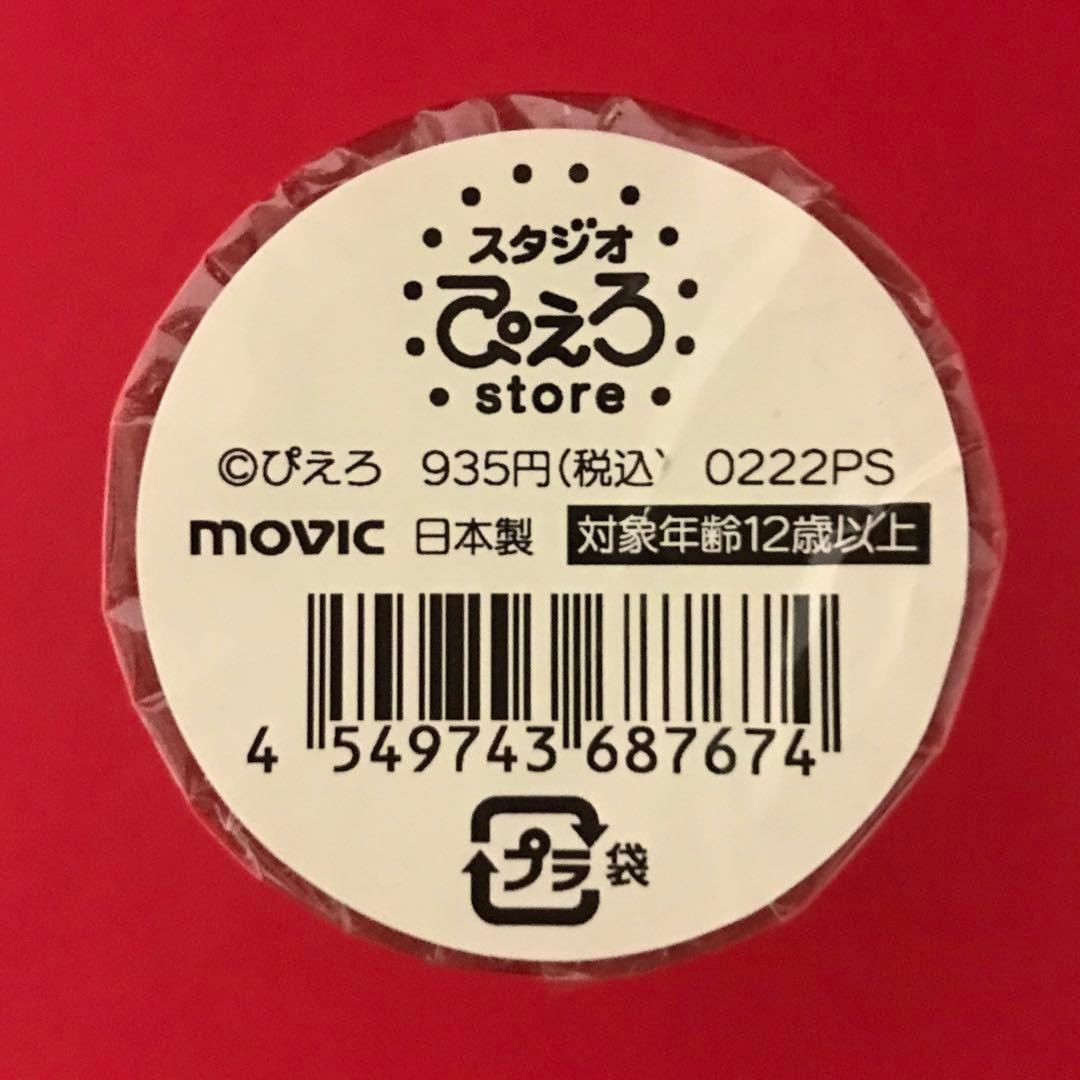 スタジオ
ぴえろ
store
©ぴえろ 935円(税込) 0222PS
movic 日本製 対象年齢12歳以上
4 549743 687674
プラ 袋